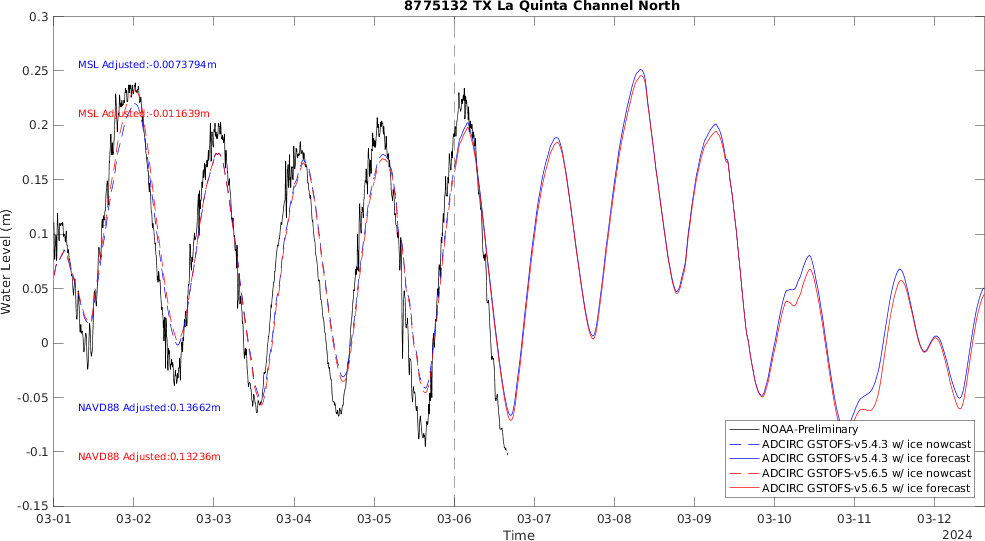 8775132 TX La Quinta Channel North
0.3
0.25
0.2
0.15
0.1
0.05
0
-0.05
-0.1
-0.15
Water Level (m)
MSL Adjusted:-0.0073794m
MSL Adjusted:-0.011639m
NAVD88 Adjusted:0.13662m
NAVD88 Adjusted:0.13236m
NOAA-Preliminary
ADCIRC GSTOFS-v5.4.3 w/ ice nowcast
ADCIRC GSTOFS-v5.4.3 w/ ice forecast
ADCIRC GSTOFS-v5.6.5 w/ ice nowcast
ADCIRC GSTOFS-v5.6.5 w/ ice forecast
03-01 03-02 03-03 03-04 03-05 03-06 03-07 03-08 03-09 03-10 03-11 03-12
Time
2024